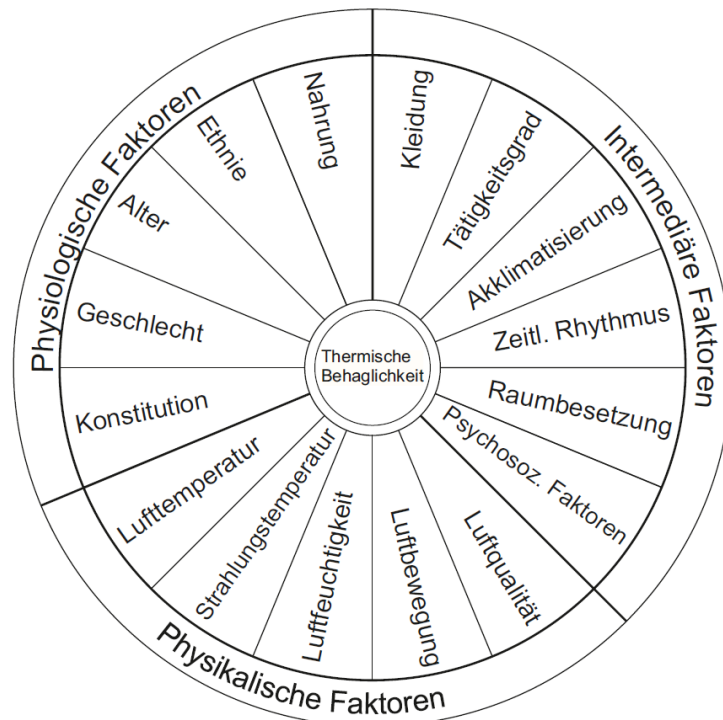 Physiologische Faktoren
Nahrung
Ethnie
Alter
Geschlecht
Konstitution
Intermediäre Faktoren
Kleidung
Tätigkeitsgrad
Akklimatisierung
Zeitl. Rhythmus
Raumbesetzung
Psychosoz. Faktoren
Thermische
Behaglichkeit
Lufttemperatur
Strahlungstemperatur
Luftfeuchtigkeit
Luftbewegung
Luftqualität
Physikalische Faktoren